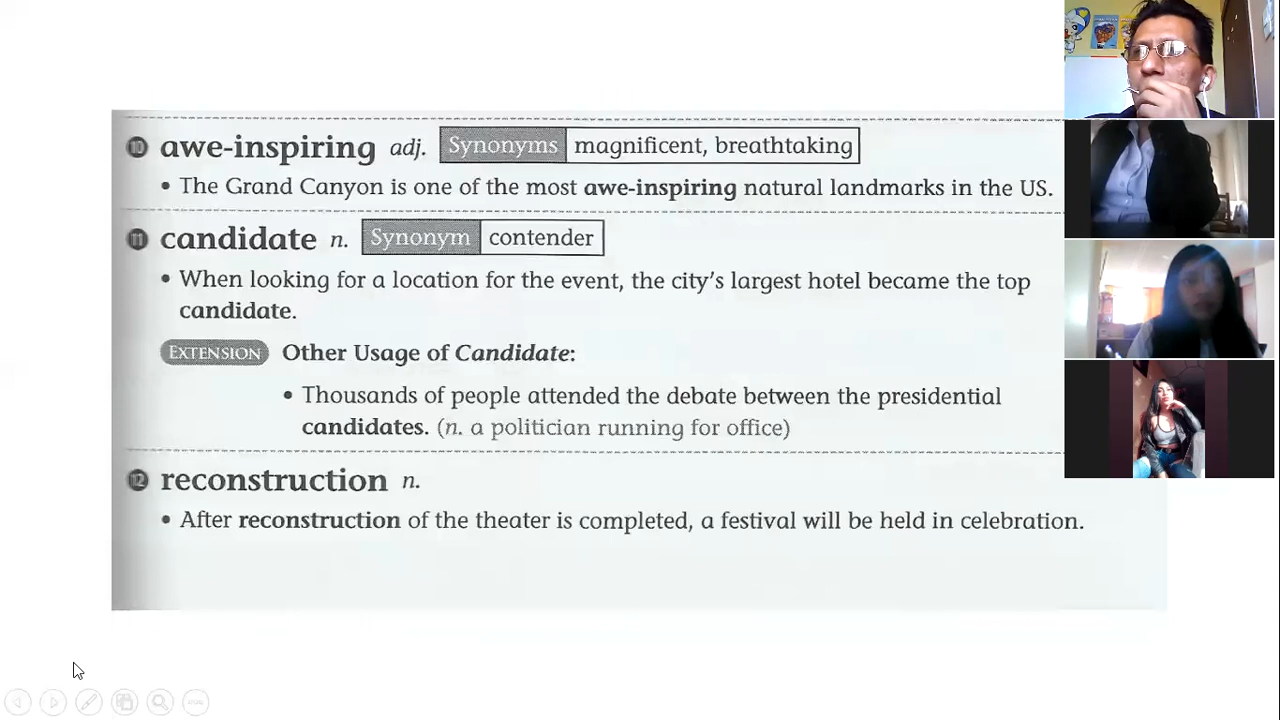 10 awe-inspiring adj. Synonyms magnificent, breathtaking
• The Grand Canyon is one of the most awe-inspiring natural landmarks in the US.
11 candidate n. Synonym contender
• When looking for a location for the event, the city's largest hotel became the top
candidate.
EXTENSION Other Usage of Candidate:
• Thousands of people attended the debate between the presidential
candidates. (n. a politician running for office)
12 reconstruction n.
• After reconstruction of the theater is completed, a festival will be held in celebration.